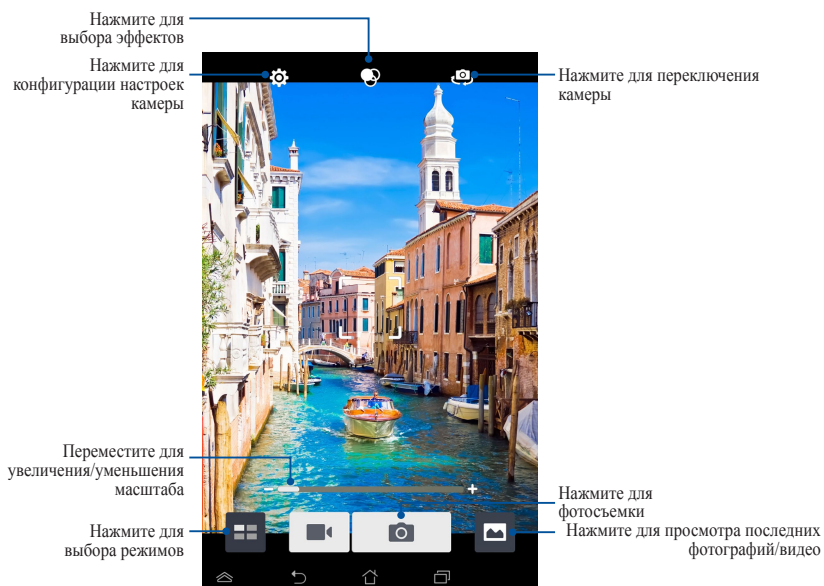 Нажмите для
выбора эффектов
Нажмите для
конфигурации настроек
камеры
Нажмите для переключения
камеры
Переместите для
увеличения/уменьшения
масштаба
Нажмите для
фотосъемки
Нажмите для
выбора режимов
Нажмите для просмотра последних
фотографий/видео